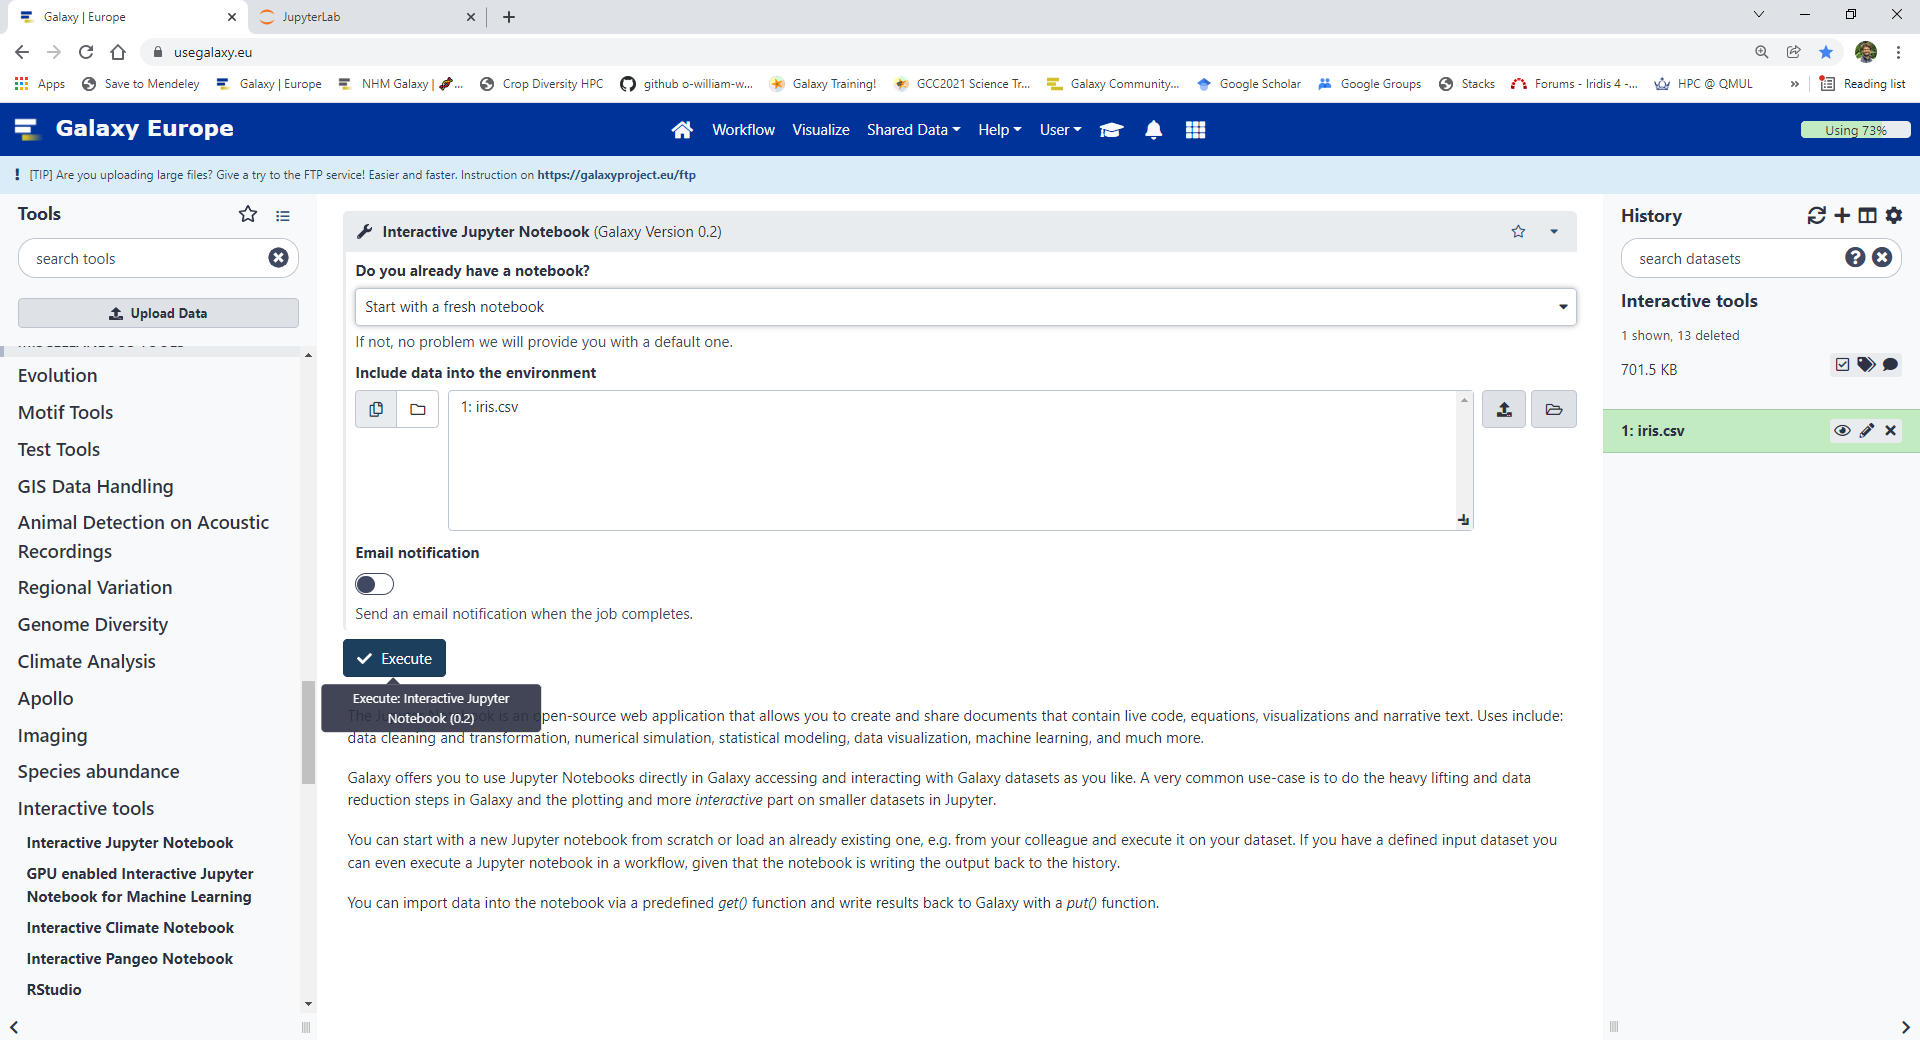 Galaxy | Europe
JupyterLab
usegalaxy.eu
Apps
Save to Mendeley
Galaxy | Europe
NHM Galaxy | ...
Crop Diversity HPC
github o-william-w...
Galaxy Training!
GCC2021 Science Tr...
Galaxy Community...
Google Scholar
Google Groups
Stacks
Forums - Iridis 4 -...
HPC @ QMUL
»
Reading list
Galaxy Europe
Workflow
Visualize
Shared Data
Help
User
Using 73%
[TIP] Are you uploading large files? Give a try to the FTP service! Easier and faster. Instruction on https://galaxyproject.eu/ftp
Tools
search tools
Upload Data
Evolution
Motif Tools
Test Tools
GIS Data Handling
Animal Detection on Acoustic
Recordings
Regional Variation
Genome Diversity
Climate Analysis
Apollo
Imaging
Species abundance
Interactive tools
Interactive Jupyter Notebook
GPU enabled Interactive Jupyter
Notebook for Machine Learning
Interactive Climate Notebook
Interactive Pangeo Notebook
RStudio
Interactive Jupyter Notebook (Galaxy Version 0.2)
Do you already have a notebook?
Start with a fresh notebook
If not, no problem we will provide you with a default one.
Include data into the environment
1: iris.csv
Email notification
Send an email notification when the job completes.
Execute
Execute: Interactive Jupyter
Notebook (0.2)
is an open-source web application that allows you to create and share documents that contain live code, equations, visualizations and narrative text. Uses include:
data cleaning and transformation, numerical simulation, statistical modeling, data visualization, machine learning, and much more.
Galaxy offers you to use Jupyter Notebooks directly in Galaxy accessing and interacting with Galaxy datasets as you like. A very common use-case is to do the heavy lifting and data
reduction steps in Galaxy and the plotting and more interactive part on smaller datasets in Jupyter.
You can start with a new Jupyter notebook from scratch or load an already existing one, e.g. from your colleague and execute it on your dataset. If you have a defined input dataset you
can even execute a Jupyter notebook in a workflow, given that the notebook is writing the output back to the history.
You can import data into the notebook via a predefined get() function and write results back to Galaxy with a put() function.
History
search datasets
Interactive tools
1 shown, 13 deleted
701.5 KB
1: iris.csv